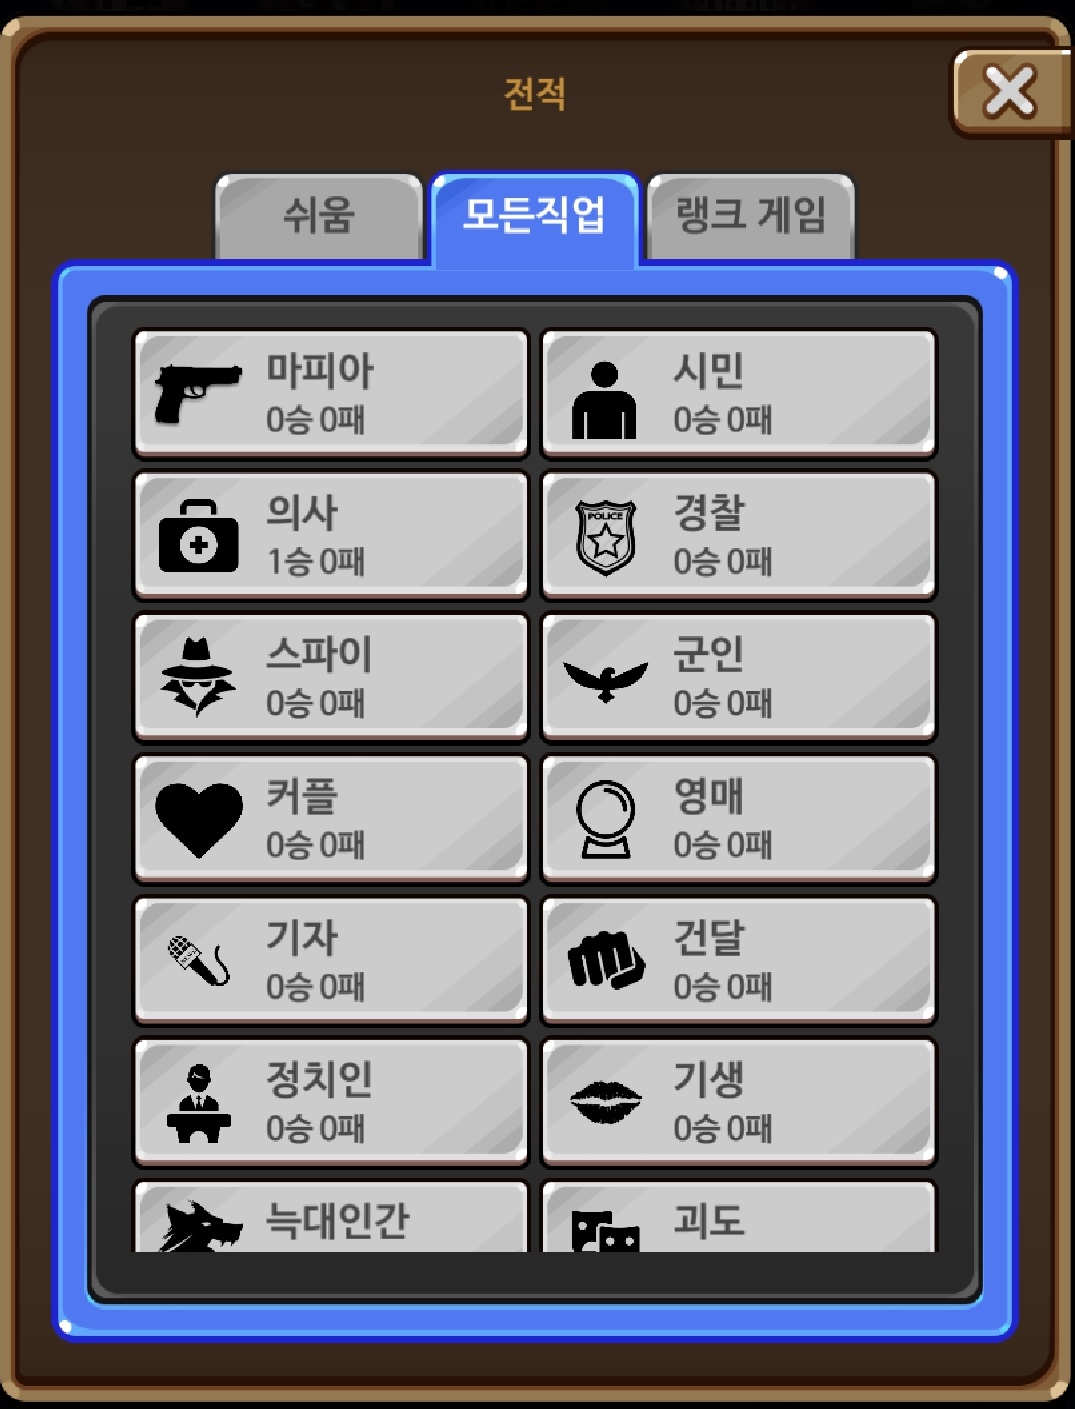 전적
쉬움
모든직업
랭크 게임
마피아
0승 0패
시민
0승 0패
의사
1승 0패
POLICE
경찰
0승 0패
스파이
0승 0패
군인
0승 0패
커플
0승 0패
영매
0승 0패
기자
0승 0패
건달
0승 0패
정치인
0승 0패
기생
0승 0패
늑대인간
괴도